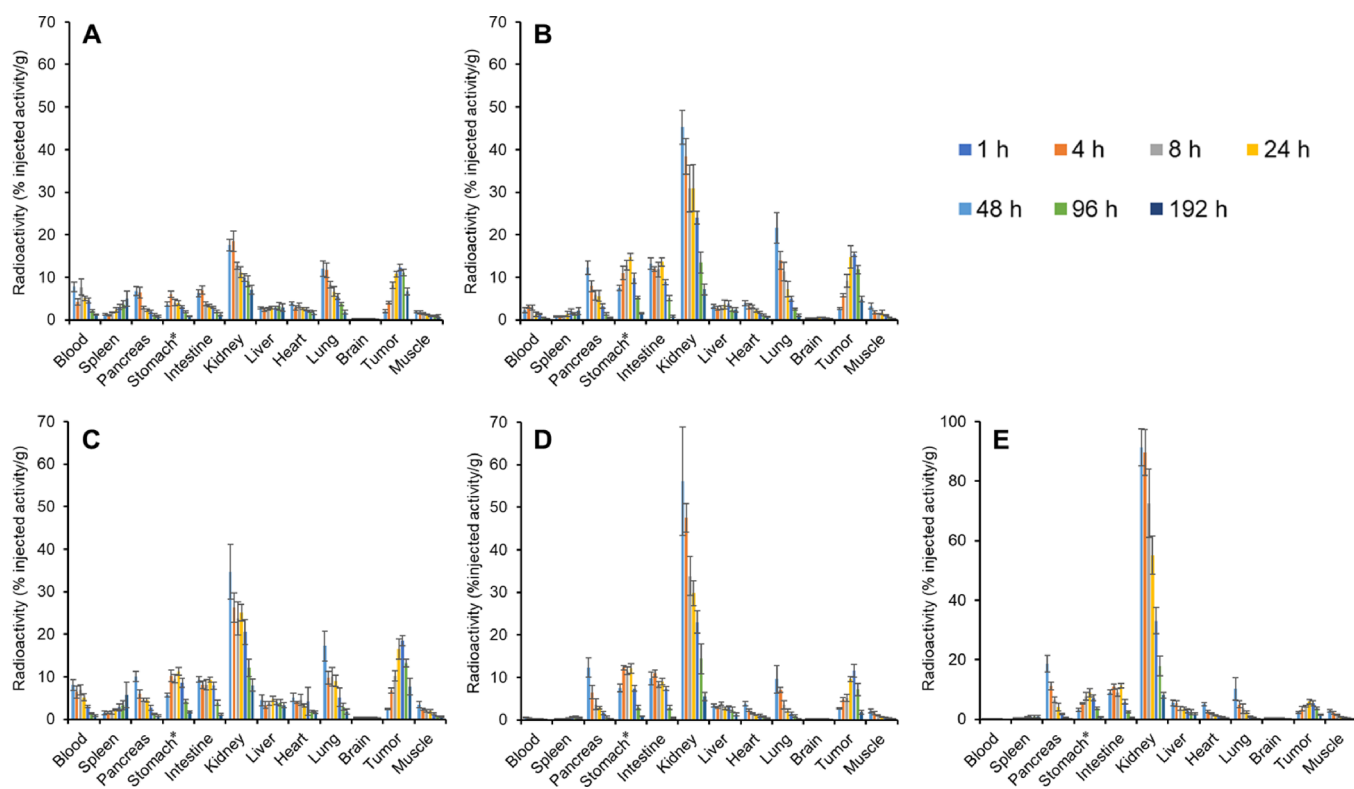 A
Radioactivity (% injected activity/g)
70
60
50
40
30
20
10
0
Blood
Spleen
Pancreas
Stomach*
Intestine
Kidney
Liver
Heart
Lung
Brain
Tumor
Muscle
B
Radioactivity (% injected activity/g)
70
60
50
40
30
20
10
0
Blood
Spleen
Pancreas
Stomach*
Intestine
Kidney
Liver
Heart
Lung
Brain
Tumor
Muscle
1 h 4 h 8 h 24 h
48 h 96 h 192 h
C
Radioactivity (% injected activity/g)
70
60
50
40
30
20
10
0
Blood
Spleen
Pancreas
Stomach*
Intestine
Kidney
Liver
Heart
Lung
Brain
Tumor
Muscle
D
Radioactivity (%injected activity/g)
70
60
50
40
30
20
10
0
Blood
Spleen
Pancreas
Stomach*
Intestine
Kidney
Liver
Heart
Lung
Brain
Tumor
Muscle
E
Radioactivity (% injected activity/g)
100
80
60
40
20
0
Blood
Spleen
Pancreas
Stomach*
Intestine
Kidney
Liver
Heart
Lung
Brain
Tumor
Muscle